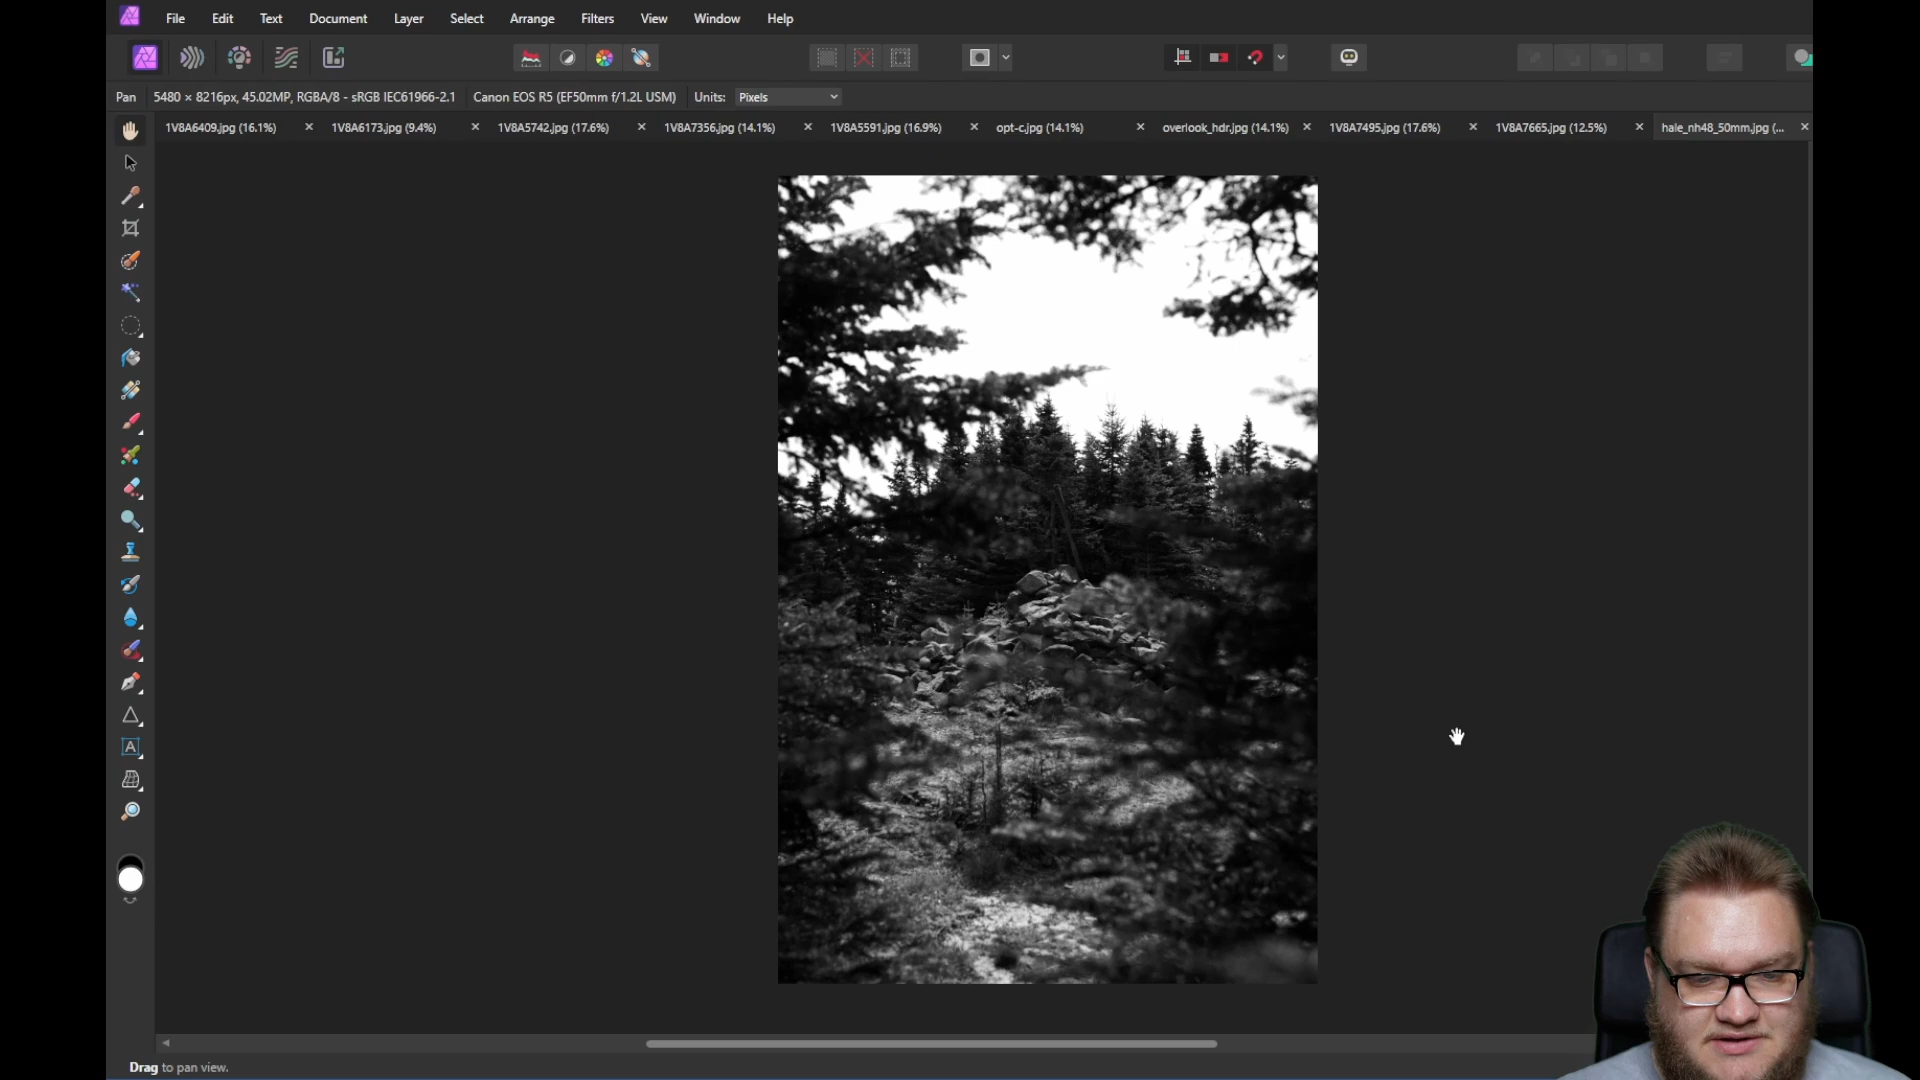 File Edit Text Document Layer Select Arrange Filters View Window Help
Pan 5480 × 8216px, 45.02MP, RGBA/8 - sRGB IEC61966-2.1 Canon EOS R5 (EF50mm f/1.2L USM) Units: Pixels
1V8A6409.jpg (16.1%) 1V8A6173.jpg (9.4%) 1V8A5742.jpg (17.6%) 1V8A7356.jpg (14.1%) 1V8A5591.jpg (16.9%) opt-c.jpg (14.1%) overlook_hdr.jpg (14.1%) 1V8A7495.jpg (17.6%) 1V8A7665.jpg (12.5%) hale_nh48_50mm.jpg (...
A
Drag to pan view.